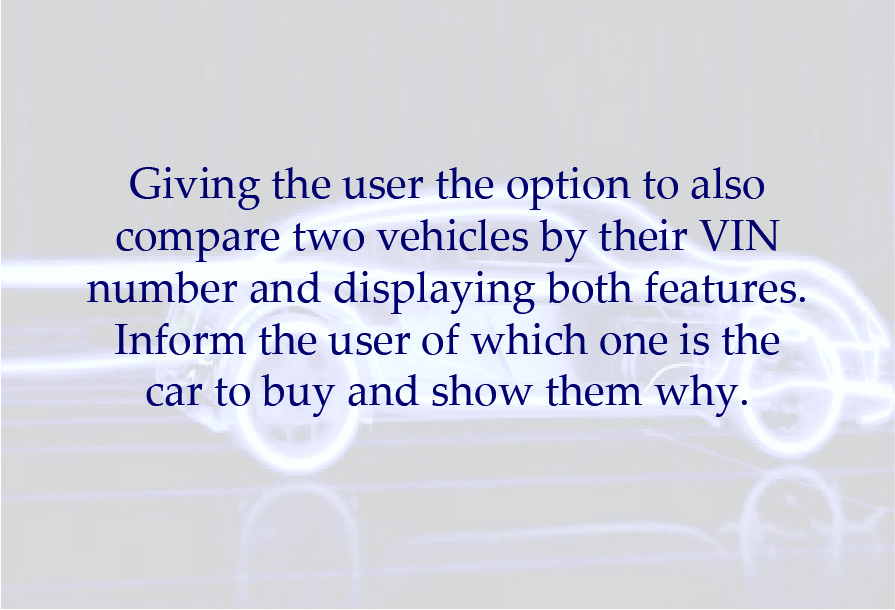 Giving the user the option to also
compare two vehicles by their VIN
number and displaying both features.
Inform the user of which one is the
car to buy and show them why.